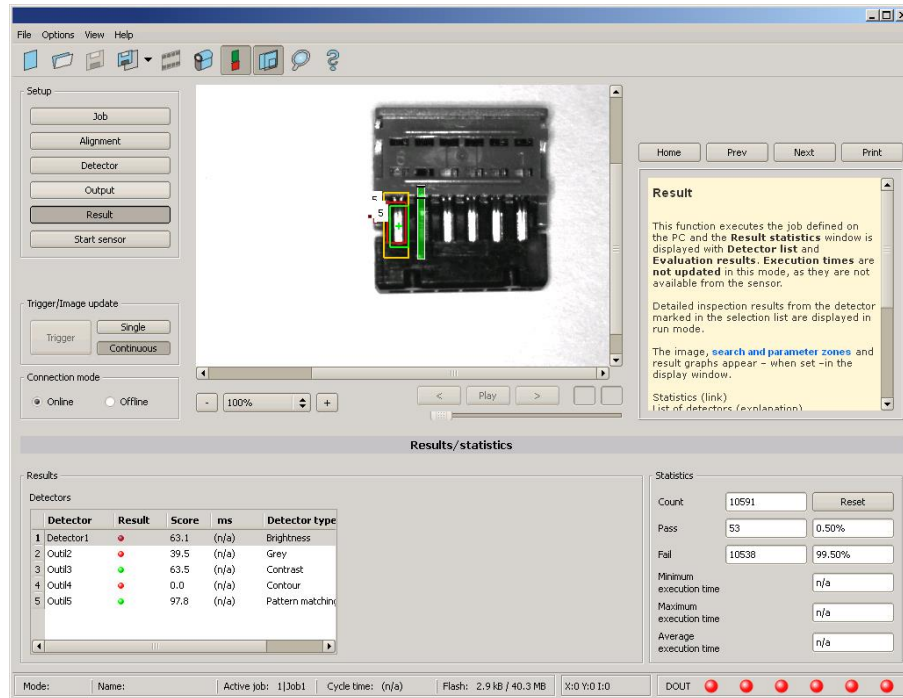 File Options View Help
Setup
Job
Alignment
Detector
Output
Result
Start sensor
Trigger/Image update
Trigger
Single
Continuous
Connection mode
Online Offline
5
5
- 100% +
< Play >
Home Prev Next Print
Result
This function executes the job defined on
the PC and the Result statistics window is
displayed with Detector list and
Evaluation results. Execution times are
not updated in this mode, as they are not
available from the sensor.
Detailed inspection results from the detector
marked in the selection list are displayed in
run mode.
The image, search and parameter zones and
result graphs appear – when set –in the
display window.
Statistics (link)
List of detectors (explanation)
Results/statistics
Results
Detectors
Detector Result Score ms Detector type
1 Detector1 63.1 (n/a) Brightness
2 Outil2 39.5 (n/a) Grey
3 Outil3 63.5 (n/a) Contrast
4 Outil4 0.0 (n/a) Contour
5 Outil5 97.8 (n/a) Pattern matching
Statistics
Count 10591 Reset
Pass 53 0.50%
Fail 10538 99.50%
Minimum
execution time n/a
Maximum
execution time n/a
Average
execution time n/a
Mode: Name: Active job: 1|Job1 Cycle time: (n/a) Flash: 2.9 kB / 40.3 MB X:0 Y:0 I:0 DOUT